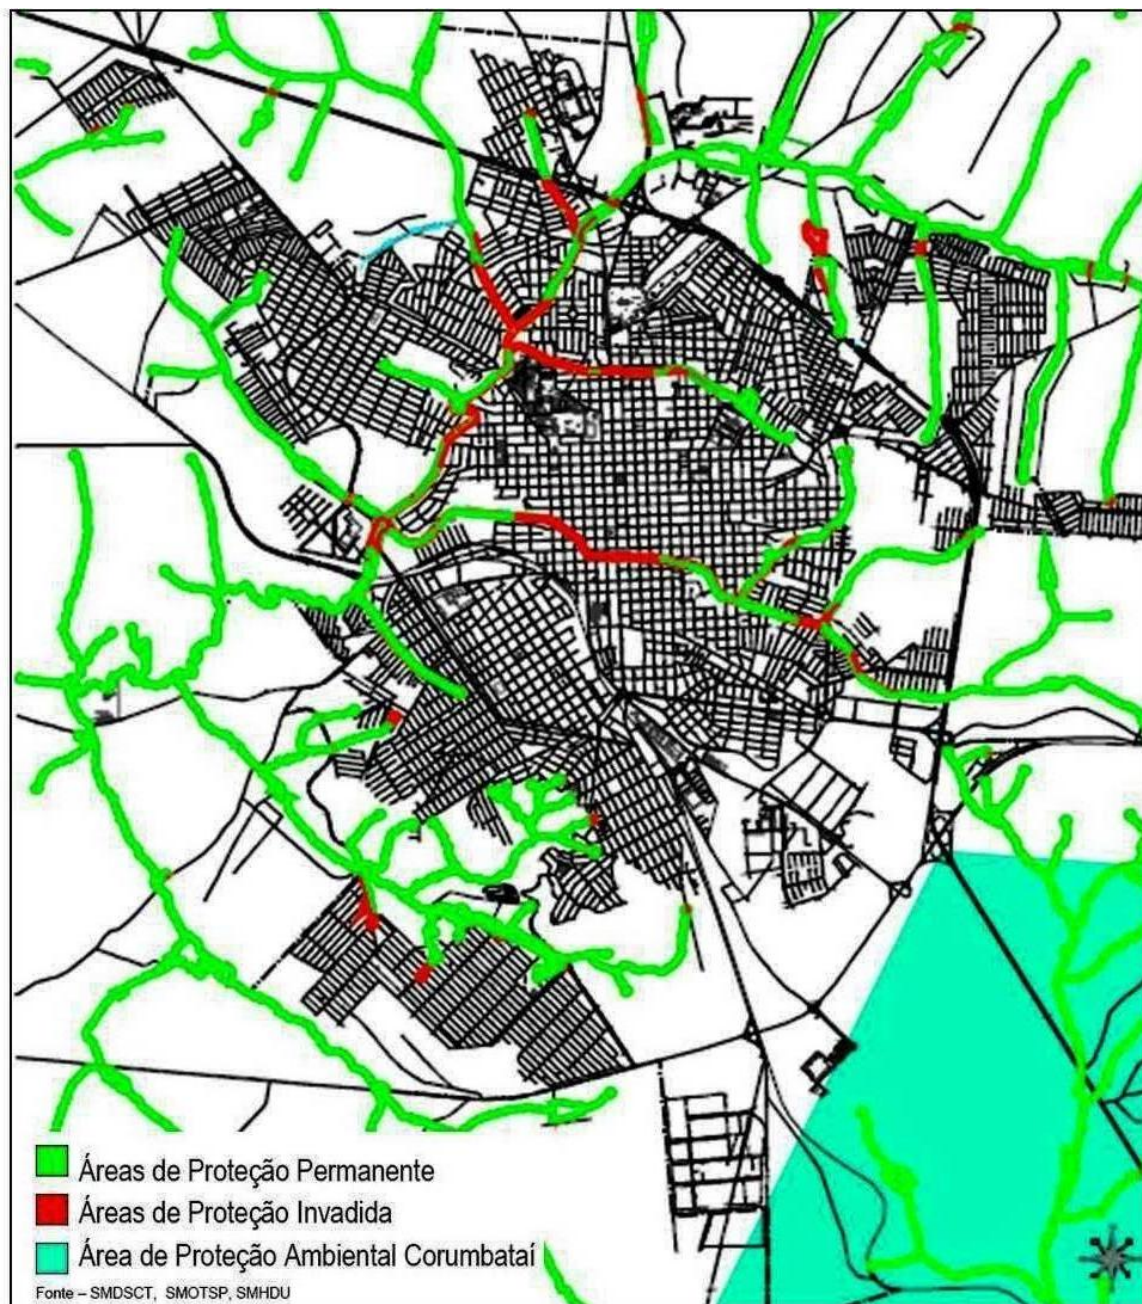 Áreas de Proteção Permanente
Áreas de Proteção Invadida
Área de Proteção Ambiental Corumbataí
Fonte – SMDSCT, SMOTSP, SMHDU